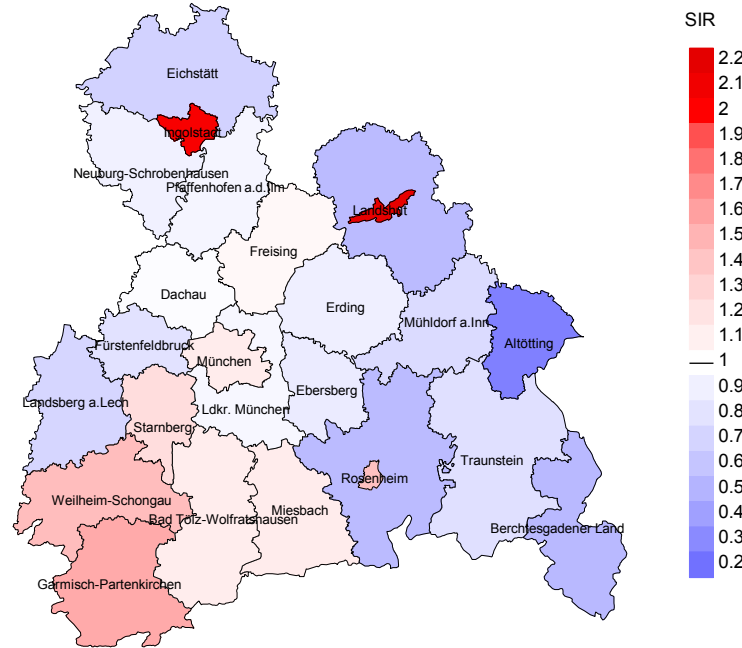 SIR
Eichstätt
Ingolstadt
Neuburg-Schrobenhausen
Pfaffenhofen a.d.Ilm
Landshut
Freising
Dachau
Erding
Mühldorf a.Inn
Altötting
Fürstenfeldbruck
München
Ebersberg
Landsberg a.Lech
Ldkr. München
Starnberg
Traunstein
Rosenheim
Weilheim-Schongau
Miesbach
Bad Tölz-Wolfratshausen
Berchtesgadener Land
Garmisch-Partenkirchen
2.2
2.1
2
1.9
1.8
1.7
1.6
1.5
1.4
1.3
1.2
1.1
1
0.9
0.8
0.7
0.6
0.5
0.4
0.3
0.2